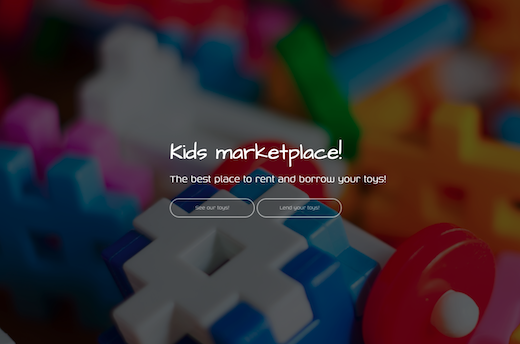 Kids marketplace!
The best place to rent and borrow your toys!
See our toys! Lend your toys!